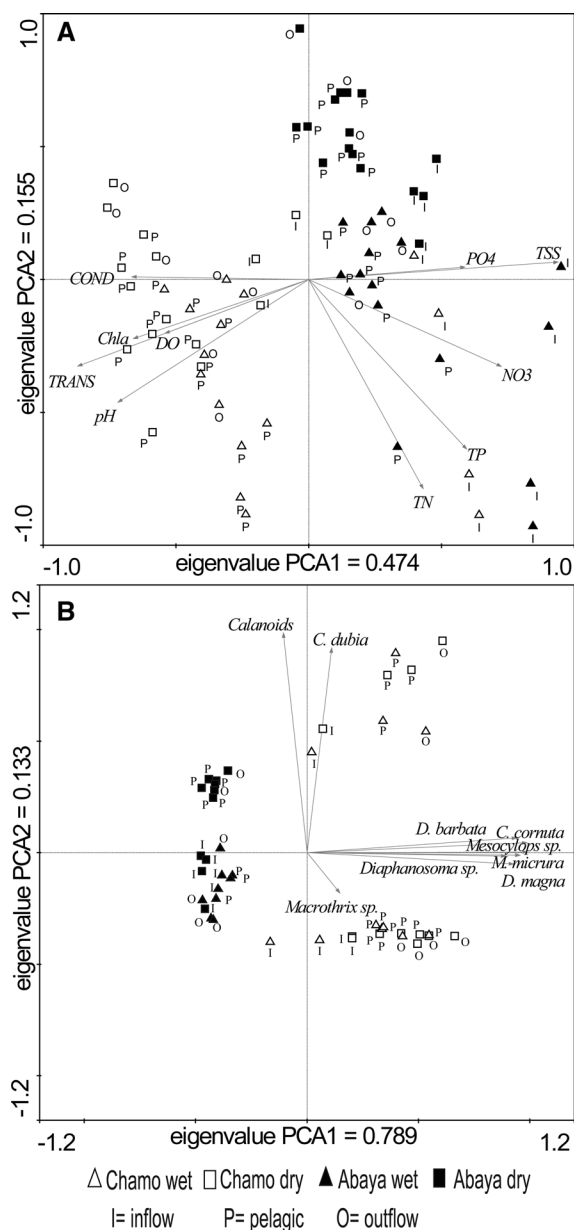 A
1.0
eigenvalue PCA2 = 0.155
-1.0
-1.0
eigenvalue PCA1 = 0.474
1.0
O
O
P
P
P
P
P
O
P
P
P
P
I
I
I
I
O
O
P
P
O
I
I
P
O
P
O
I
COND
PO4
TSS
I
P
O
P
P
P
O
P
I
Chla
DO
TRANS
pH
NO3
TP
TN
P
P
P
P
O
P
P
O
P
P
P
P
P
I
P
P
I
I
I
I
B
1.2
eigenvalue PCA2 = 0.133
-1.2
-1.2
eigenvalue PCA1 = 0.789
1.2
Calanoids
C. dubia
P
P
P
O
I
I
P
O
P
P
O
P
O
P
P
D. barbata
C. cornuta
Mesocylops sp.
M-micrura
Diaphanosoma sp.
D. magna
Macrothrix sp.
O
I
I
I
P
I
O
P
I
O
O
I
I
I
I
P
P
P
P
P
P
O
O
P
O
O
Chamo wet
Chamo dry
Abaya wet
Abaya dry
I= inflow
P= pelagic
O= outflow